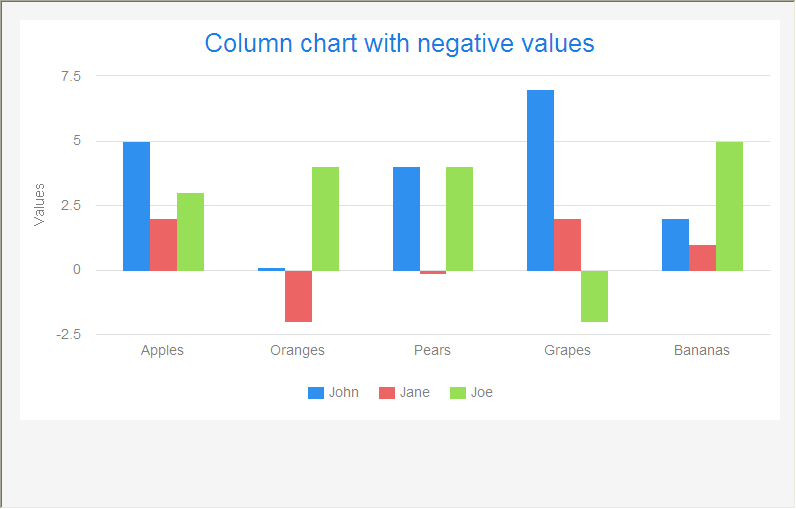 Column chart with negative values
7.5
5
2.5
0
-2.5
Values
Apples Oranges Pears Grapes Bananas
John Jane Joe